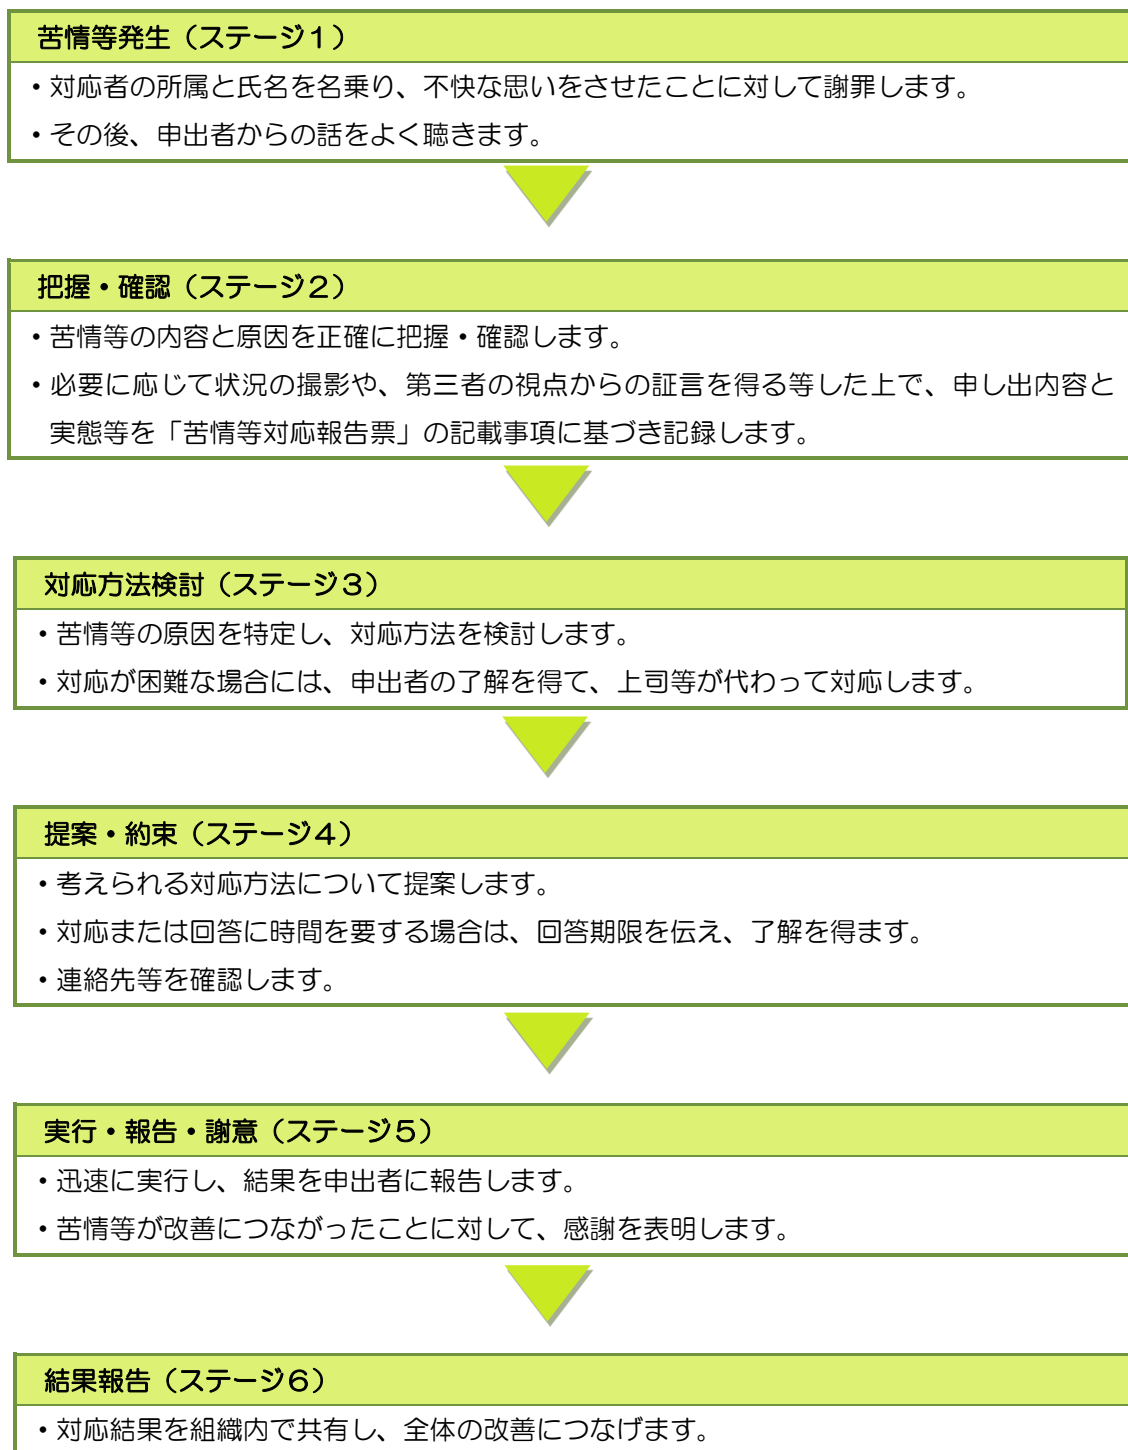 苦情等発生（ステージ１）
・対応者の所属と氏名を名乗り、不快な思いをさせたことに対して謝罪します。
・その後、申出者からの話をよく聴きます。
把握・確認（ステージ２）
・苦情等の内容と原因を正確に把握・確認します。
・必要に応じて状況の撮影や、第三者の視点からの証言を得る等した上で、申し出内容と
実態等を「苦情等対応報告票」の記載事項に基づき記録します。
対応方法検討（ステージ３）
・苦情等の原因を特定し、対応方法を検討します。
・対応が困難な場合には、申出者の了解を得て、上司等が代わって対応します。
提案・約束（ステージ４）
・考えられる対応方法について提案します。
・対応または回答に時間を要する場合は、回答期限を伝え、了解を得ます。
・連絡先等を確認します。
実行・報告・謝意（ステージ５）
・迅速に実行し、結果を申出者に報告します。
・苦情等が改善につながったことに対して、感謝を表明します。
結果報告（ステージ６）
・対応結果を組織内で共有し、全体の改善につなげます。